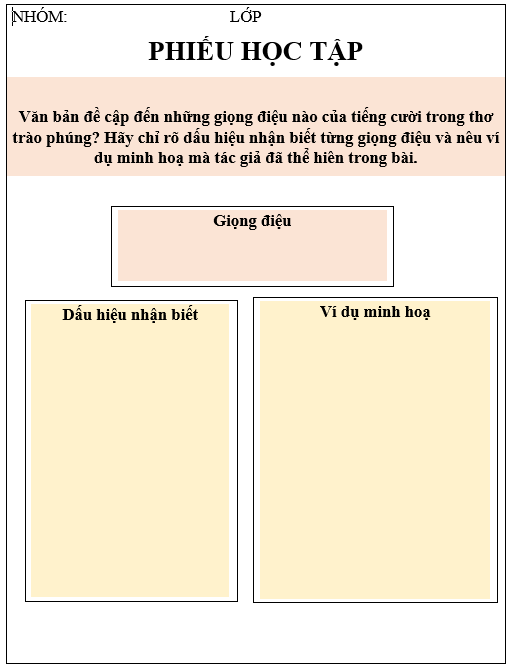 NHÓM: LỚP
PHIẾU HỌC TẬP
Văn bản đề cập đến những giọng điệu nào của tiếng cười trong thơ
trào phúng? Hãy chỉ rõ dấu hiệu nhận biết từng giọng điệu và nêu ví
dụ minh hoạ mà tác giả đã thể hiên trong bài.
Giọng điệu
Dấu hiệu nhận biết
Ví dụ minh hoạ